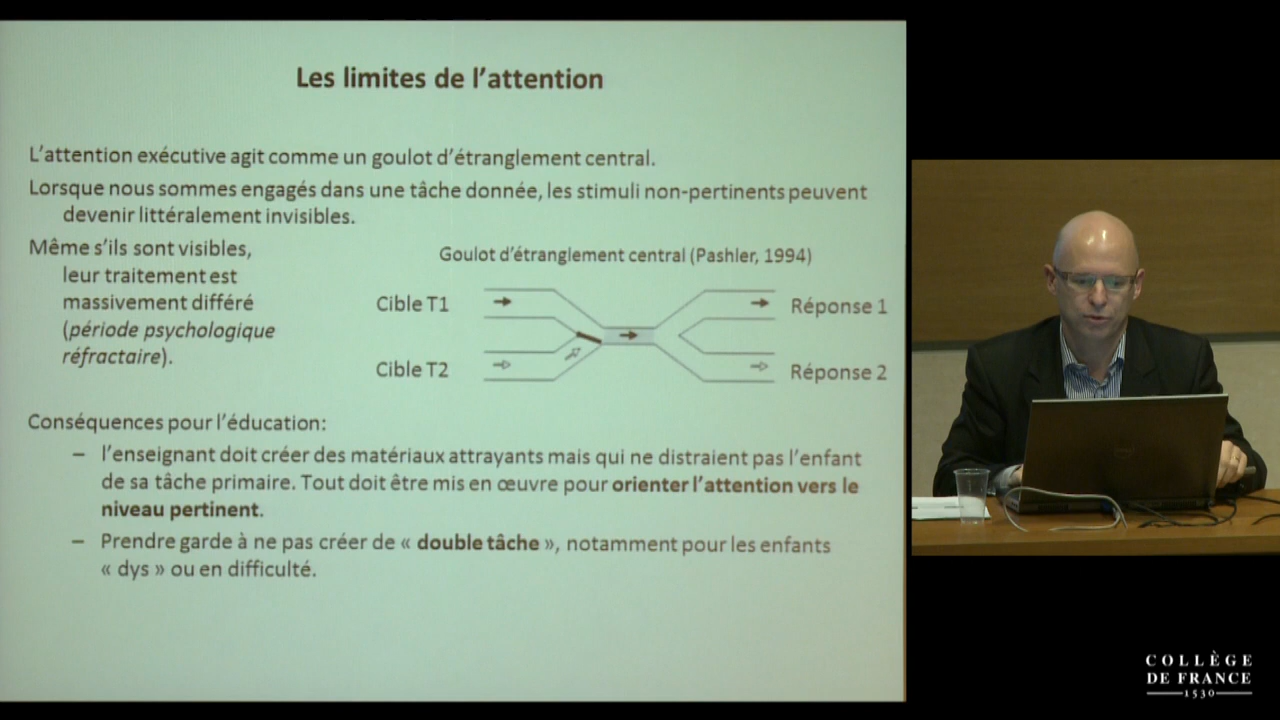 Les limites de l'attention
L'attention exécutive agit comme un goulot d'étranglement central.
Lorsque nous sommes engagés dans une tâche donnée, les stimuli non-pertinents peuvent
devenir littéralement invisibles.
Même s'ils sont visibles,
leur traitement est
massivement différé
(période psychologique
réfractaire).
Goulot d'étranglement central (Pashler, 1994)
Cible T1
Réponse 1
Cible T2
Réponse 2
Conséquences pour l'éducation:
– l'enseignant doit créer des matériaux attrayants mais qui ne distraient pas l'enfant
de sa tâche primaire. Tout doit être mis en œuvre pour orienter l'attention vers le
niveau pertinent.
– Prendre garde à ne pas créer de « double tâche », notamment pour les enfants
« dys » ou en difficulté.
COLLÈGE
DE FRANCE
1530